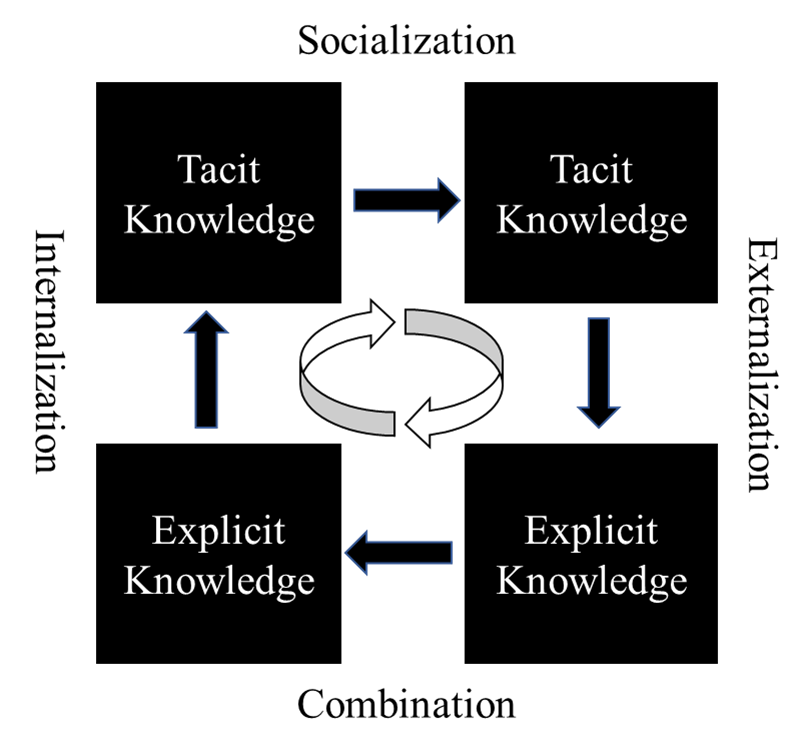 Socialization
Tacit
Knowledge
Tacit
Knowledge
Internalization
Externalization
Explicit
Knowledge
Explicit
Knowledge
Combination